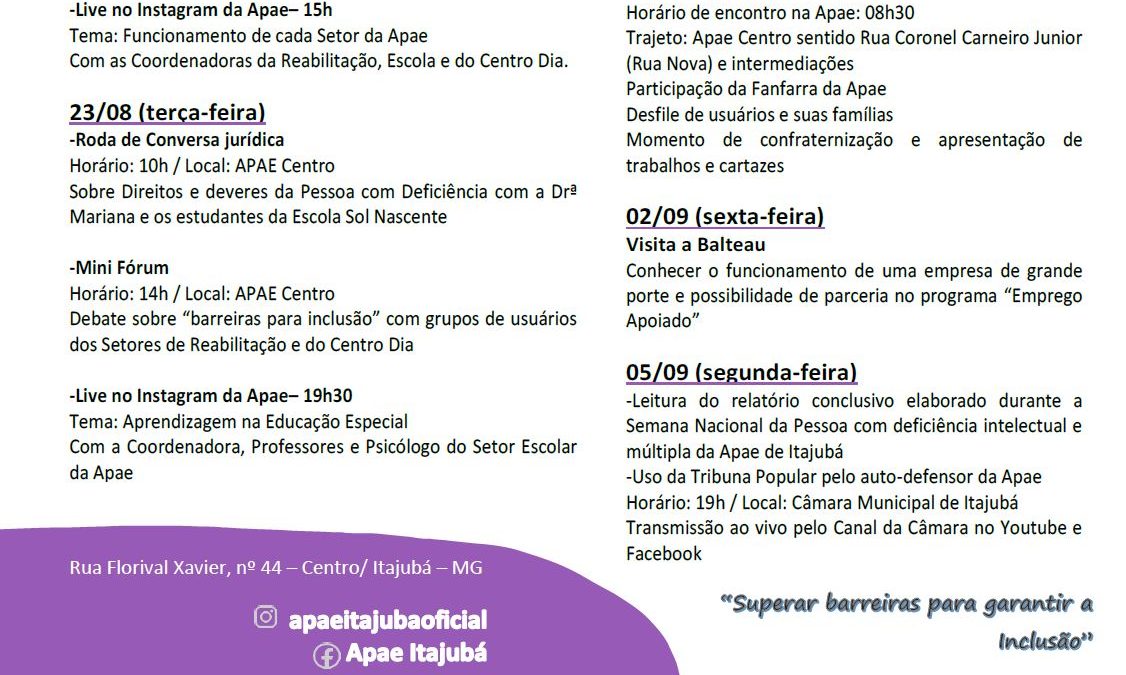 -Live no Instagram da Apae– 15h
Tema: Funcionamento de cada Setor da Apae
Com as Coordenadoras da Reabilitação, Escola e do Centro Dia.
23/08 (terça-feira)
-Roda de Conversa jurídica
Horário: 10h / Local: APAE Centro
Sobre Direitos e deveres da Pessoa com Deficiência com a Drª
Mariana e os estudantes da Escola Sol Nascente
-Mini Fórum
Horário: 14h / Local: APAE Centro
Debate sobre “barreiras para inclusão” com grupos de usuários
dos Setores de Reabilitação e do Centro Dia
-Live no Instagram da Apae– 19h30
Tema: Aprendizagem na Educação Especial
Com a Coordenadora, Professores e Psicólogo do Setor Escolar
da Apae
Rua Florival Xavier, nº 44 – Centro/ Itajubá – MG
apaeitajubaoficial
Apae Itajubá
Horário de encontro na Apae: 08h30
Trajeto: Apae Centro sentido Rua Coronel Carneiro Junior
(Rua Nova) e intermediações
Participação da Fanfarra da Apae
Desfile de usuários e suas famílias
Momento de confraternização e apresentação de
trabalhos e cartazes
02/09 (sexta-feira)
Visita a Balteau
Conhecer o funcionamento de uma empresa de grande
porte e possibilidade de parceria no programa “Emprego
Apoiado”
05/09 (segunda-feira)
-Leitura do relatório conclusivo elaborado durante a
Semana Nacional da Pessoa com deficiência intelectual e
múltipla da Apae de Itajubá
-Uso da Tribuna Popular pelo auto-defensor da Apae
Horário: 19h / Local: Câmara Municipal de Itajubá
Transmissão ao vivo pelo Canal da Câmara no Youtube e
Facebook
“Superar barreiras para garantir a
Inclusão”